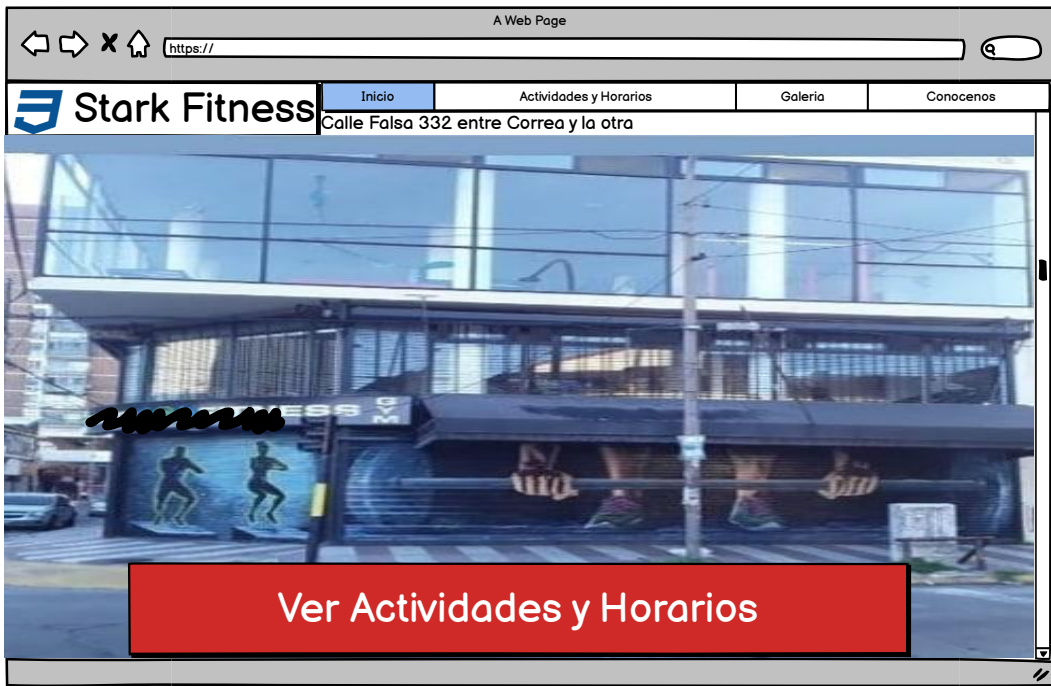 A Web Page
https://
Stark Fitness
Inicio
Actividades y Horarios
Galeria
Conocenos
Calle Falsa 332 entre Correa y la otra
GYM
Ver Actividades y Horarios